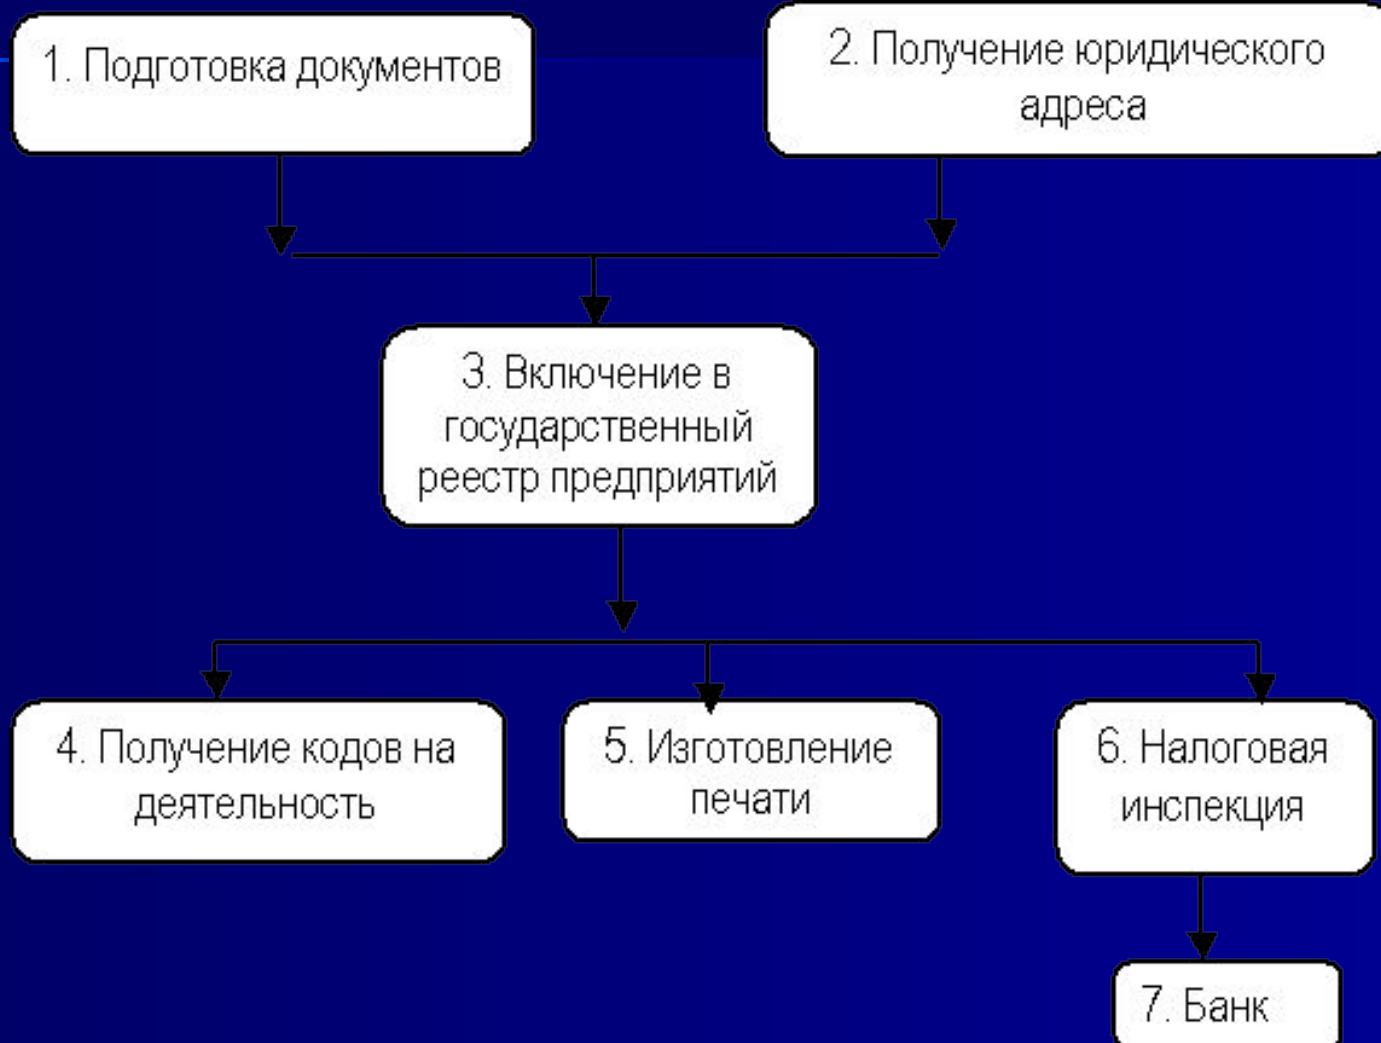 1. Подготовка документов
2. Получение юридического
адреса
3. Включение в
государственный
реестр предприятий
4. Получение кодов на
деятельность
5. Изготовление
печати
6. Налоговая
инспекция
7. Банк